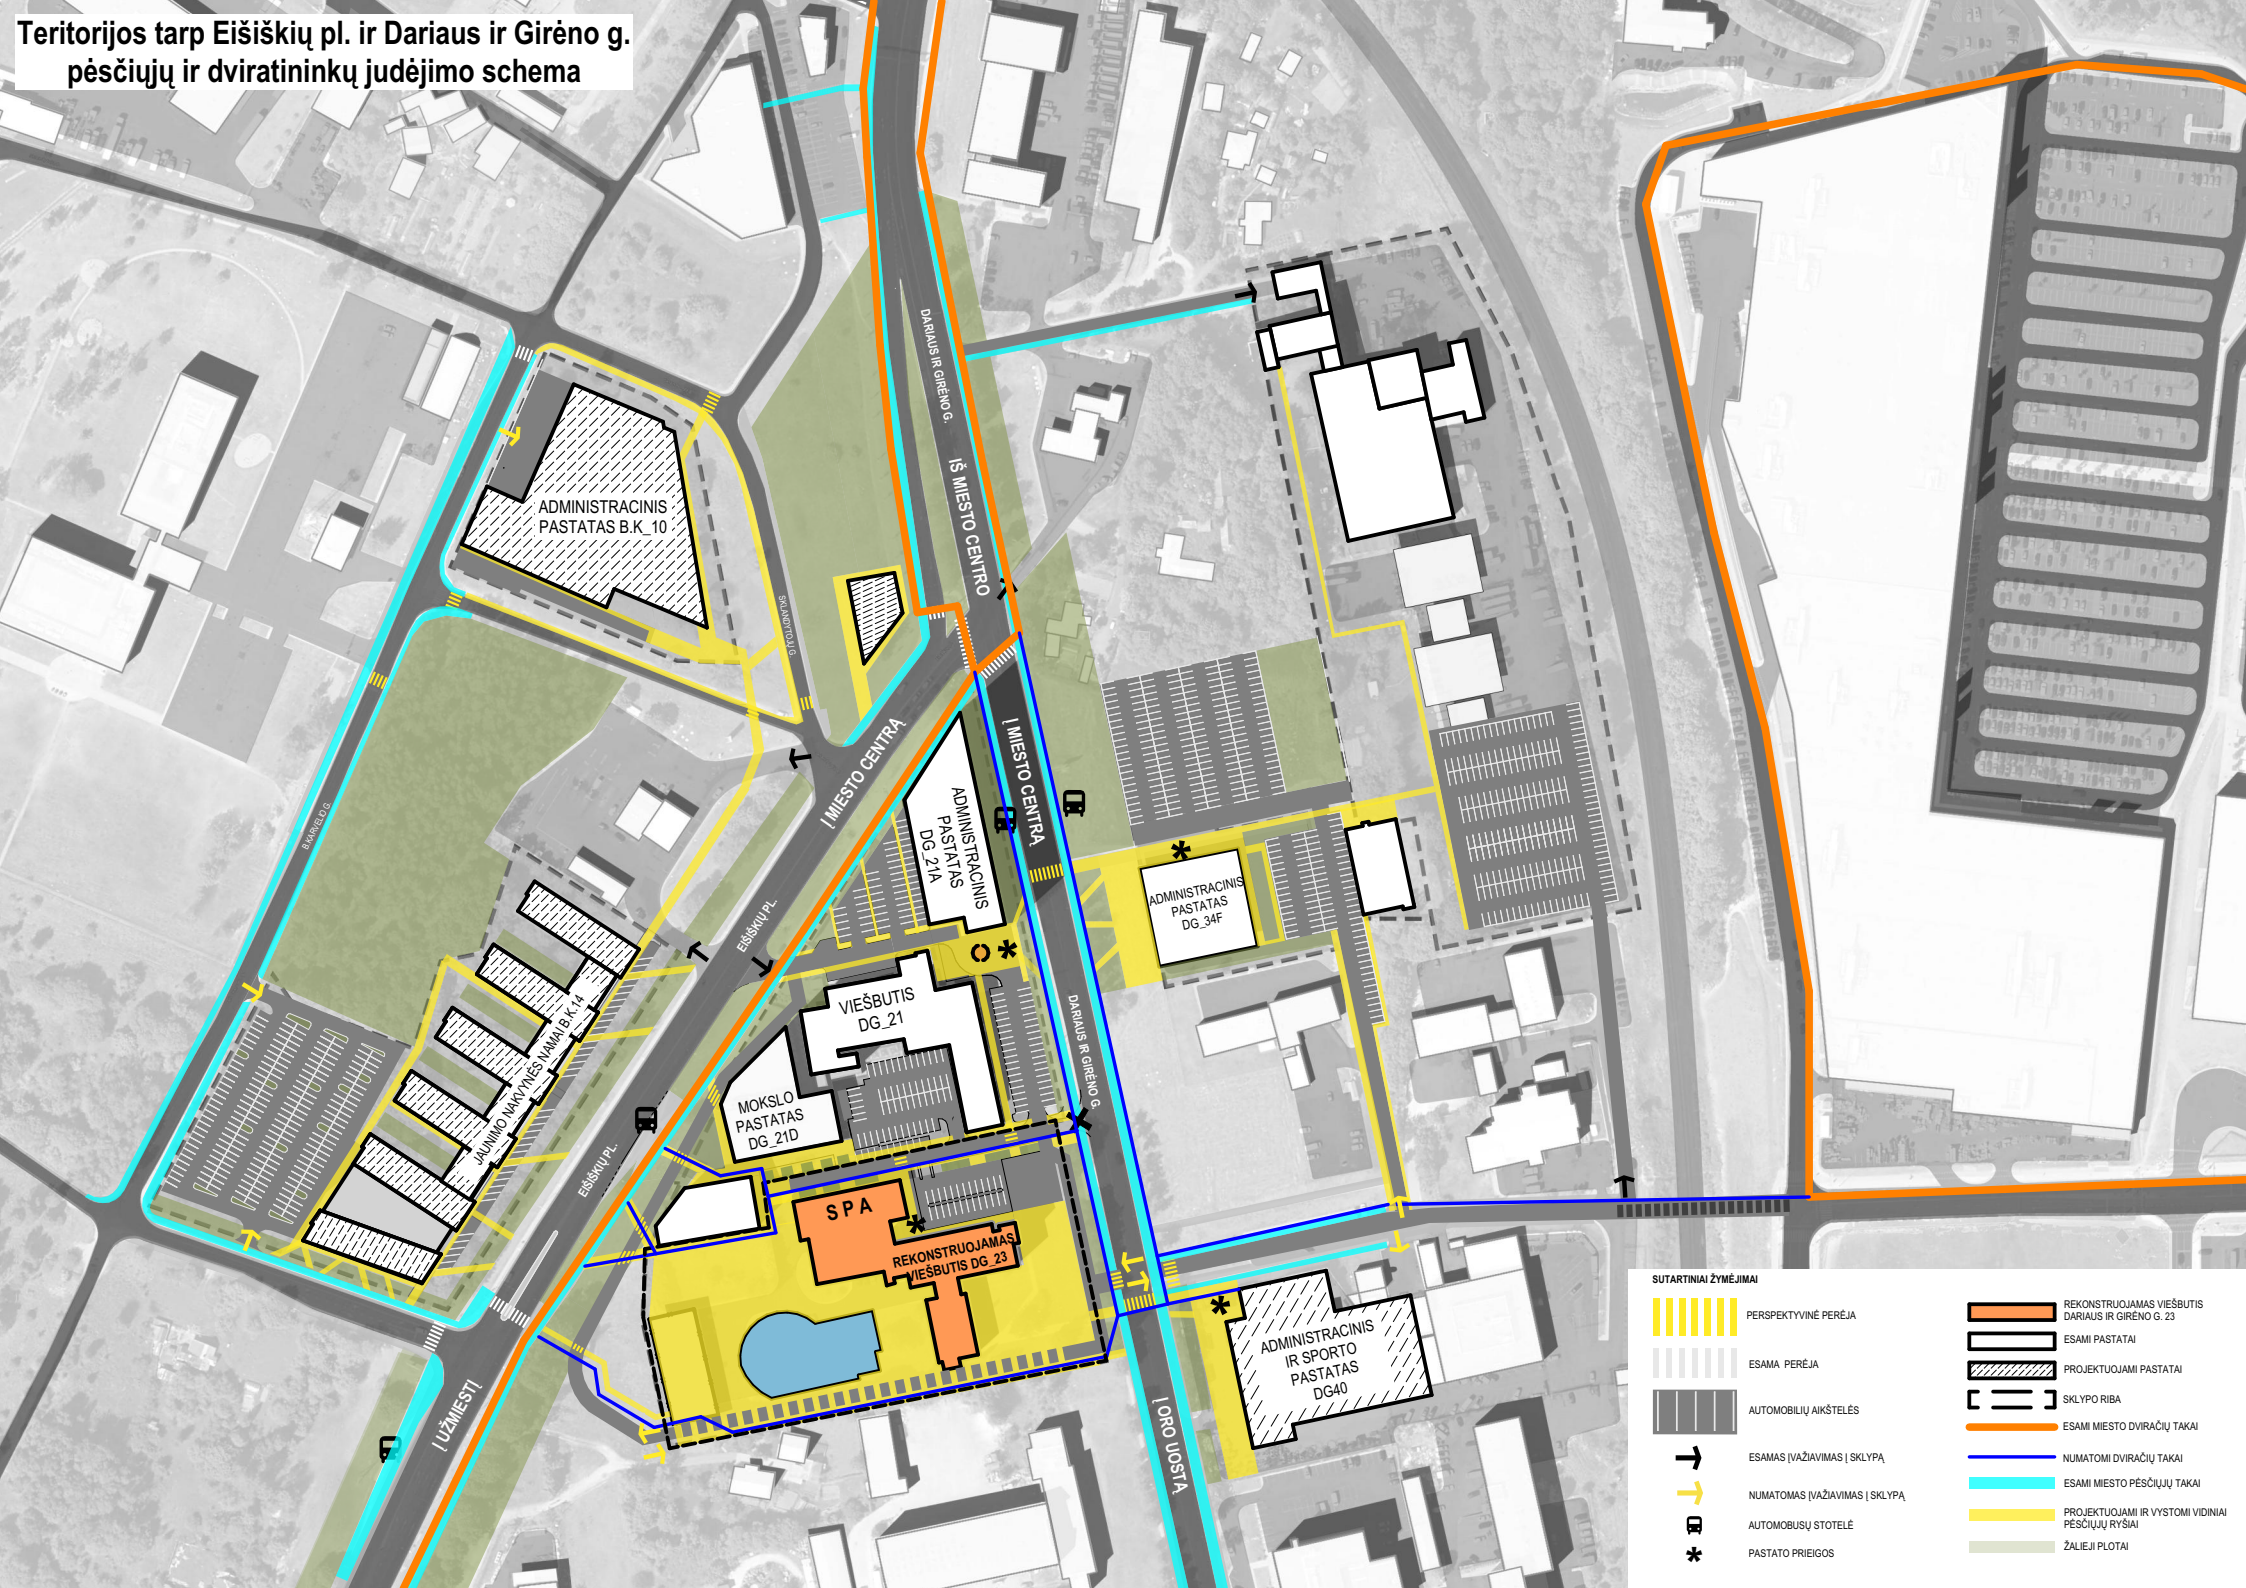 Teritorijos tarp Eišiškių pl. ir Dariaus ir Girėno g.
pėsčiųjų ir dviratininkų judėjimo schema
DARIAUS IR GIRĖNO G.
IŠ MIESTO CENTRO
ADMINISTRACINIS
PASTATAS B.K_10
SKLANDYTOJŲ G.
Į MIESTO CENTRĄ
Į MIESTO CENTRĄ
B.KARVELIO G.
ADMINISTRACINIS
PASTATAS
DG_21A
ADMINISTRACINIS
PASTATAS
DG_34F
EIŠIŠKIŲ PL.
VIEŠBUTIS
DG_21
DARIAUS IR GIRĖNO G.
JAUNIMO NAKVYNĖS NAMAI B.K.14
MOKSLO
PASTATAS
DG_21D
EIŠIŠKIŲ PL.
SPA
REKONSTRUOJAMAS
VIEŠBUTIS DG_23
ADMINISTRACINIS
IR SPORTO
PASTATAS
DG40
Į UŽMIESTĮ
Į ORO UOSTĄ
SUTARTINIAI ŽYMĖJIMAI
PERSPEKTYVINĖ PERĖJA
ESAMA PERĖJA
AUTOMOBILIŲ AIKŠTELĖS
ESAMAS ĮVAŽIAVIMAS Į SKLYPĄ
NUMATOMAS ĮVAŽIAVIMAS Į SKLYPĄ
AUTOBUSŲ STOTELĖ
PASTATO PRIEIGOS
REKONSTRUOJAMAS VIEŠBUTIS
DARIAUS IR GIRĖNO G. 23
ESAMI PASTATAI
PROJEKTUOJAMI PASTATAI
SKLYPO RIBA
ESAMI MIESTO DVIRAČIŲ TAKAI
NUMATOMI DVIRAČIŲ TAKAI
ESAMI MIESTO PĖSČIŲJŲ TAKAI
PROJEKTUOJAMI IR VYSTOMI VIDINIAI
PĖSČIŲJŲ RYŠIAI
ŽALIEJI PLOTAI